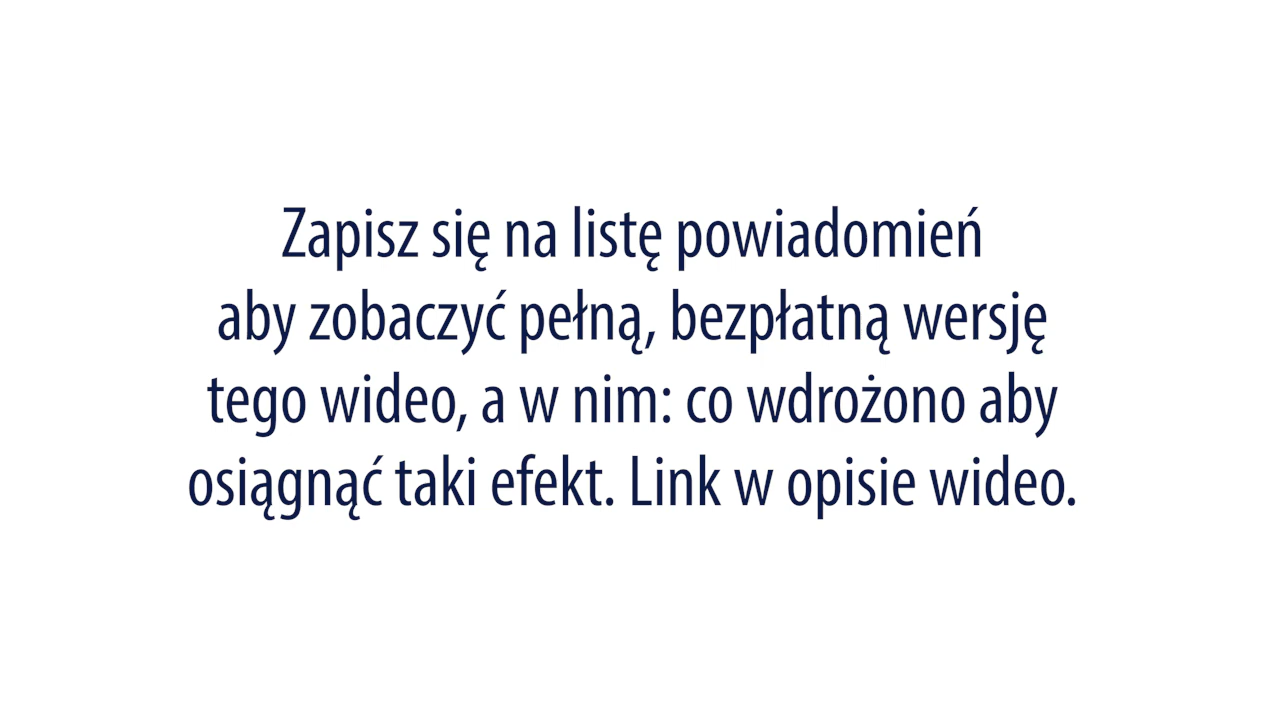 Zapisz się na listę powiadomień
aby zobaczyć pełną, bezpłatną wersję
tego wideo, a w nim: co wdrożono aby
osiągnąć taki efekt. Link w opisie wideo.